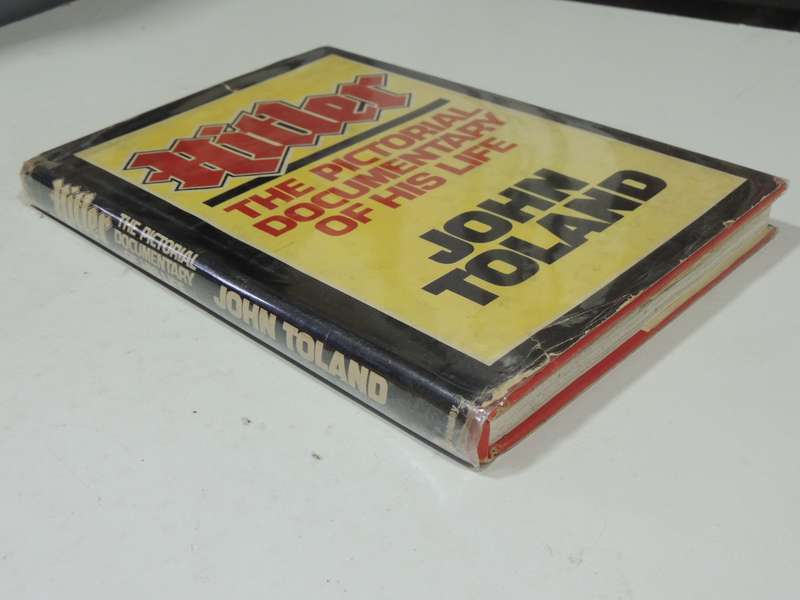 Hitler
THE PICTORIAL
DOCUMENTARY
OF HIS LIFE
JOHN
TOLAND
Hitler
THE PICTORIAL
DOCUMENTARY
JOHN TOLAND